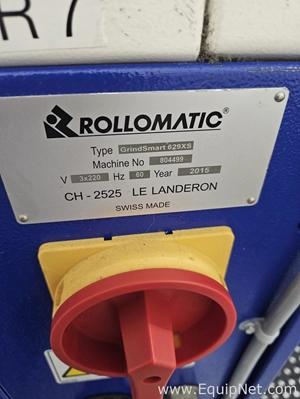 R7
ROLLOMATIC®
Type GrindSmart 629XS
Machine No 804499
V 3x220 Hz 60 Year 2015
CH - 2525 LE LANDERON
SWISS MADE
www.EquipNet.com